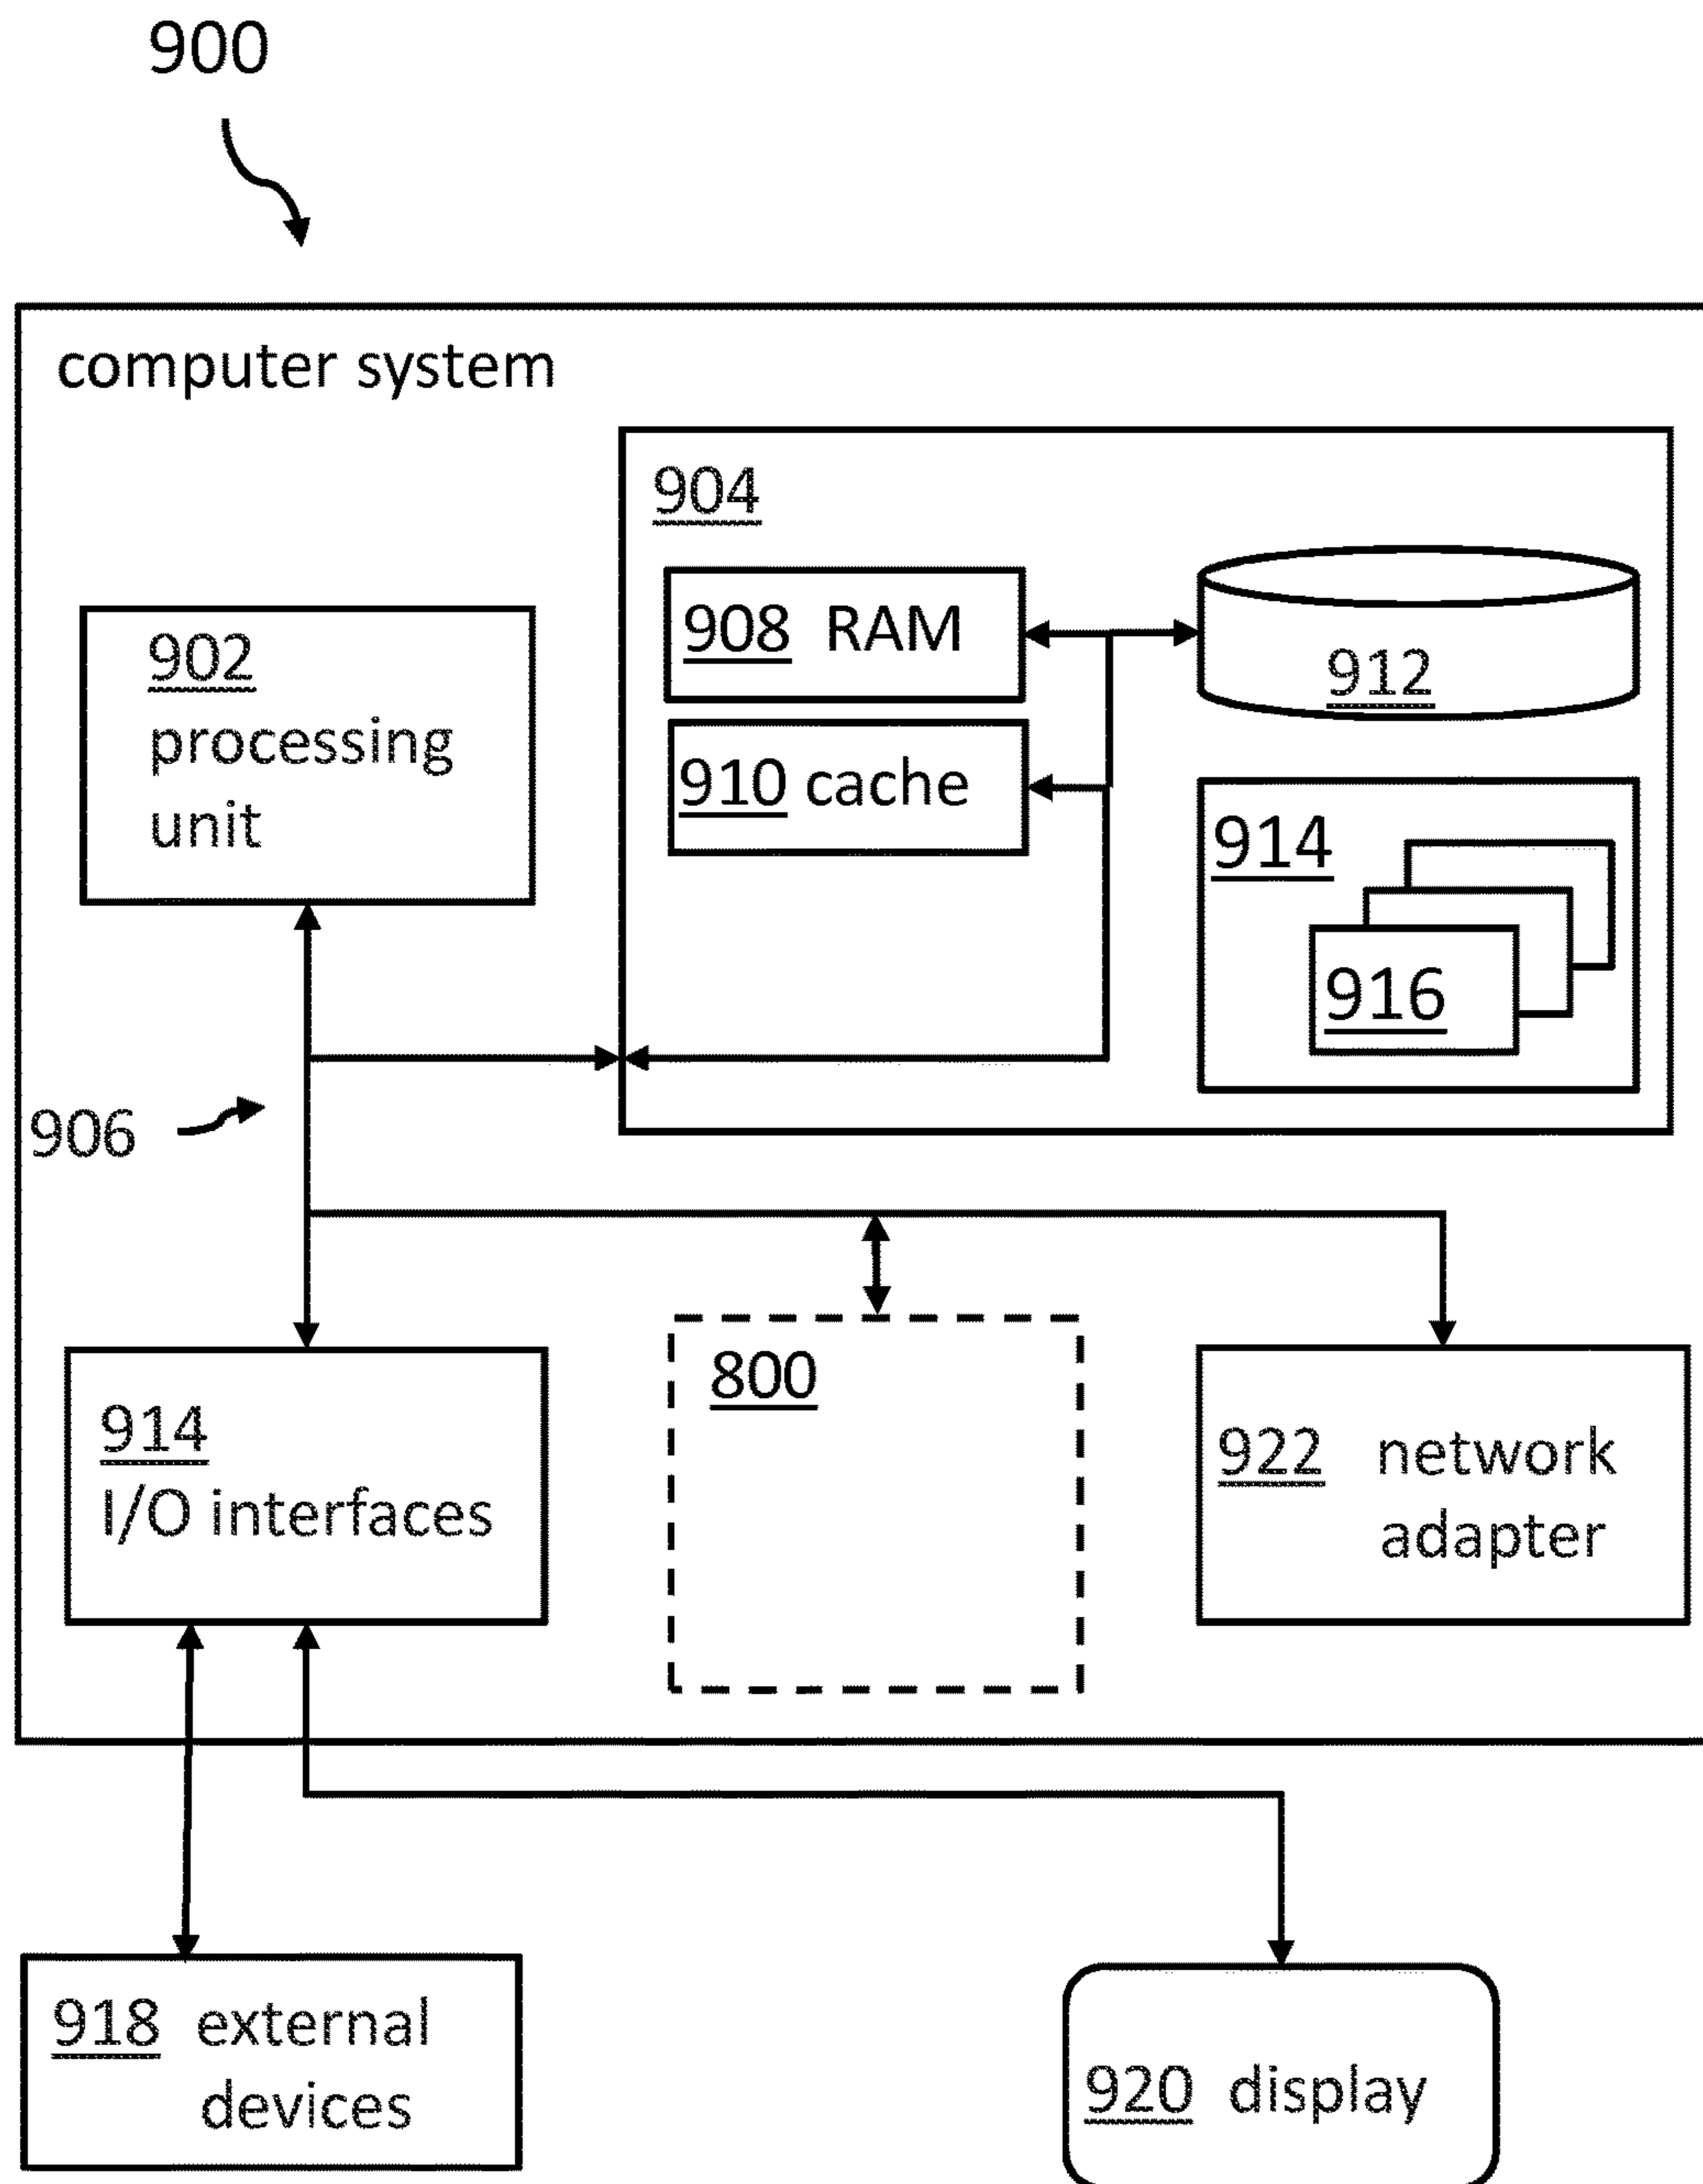 900
computer system
904
908 RAM
912
902
processing
unit
910 cache
914
916
906
800
914
I/O interfaces
922 network
adapter
918 external
devices
920 display